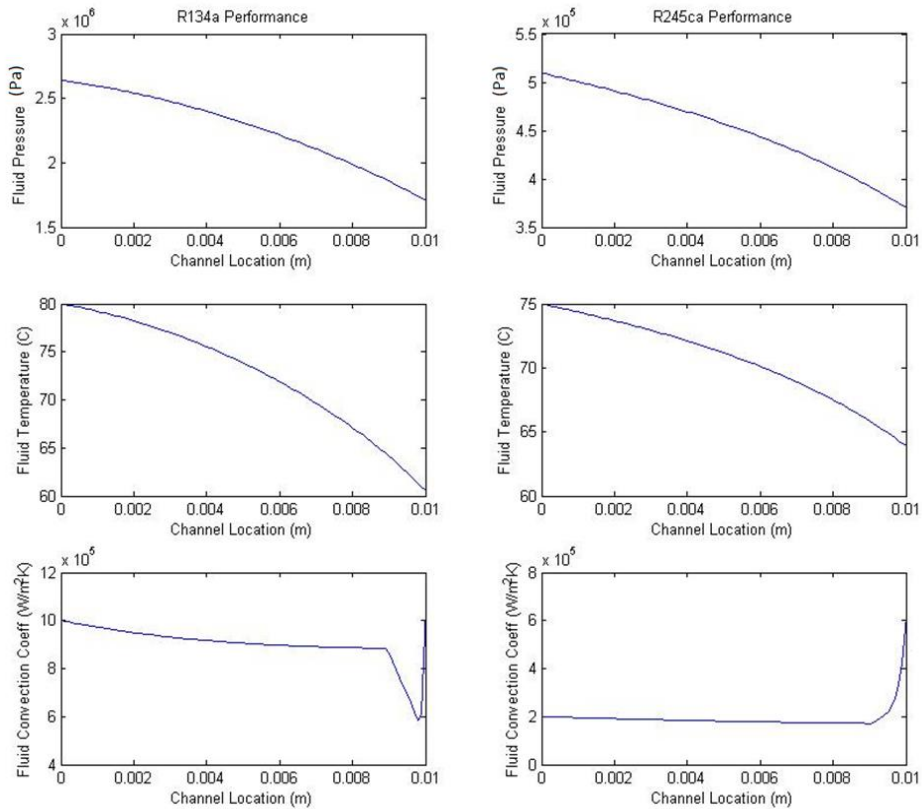 R134a Performance
x 10^6
Fluid Pressure (Pa)
3
2.5
2
1.5
0 0.002 0.004 0.006 0.008 0.01
Channel Location (m)
R245ca Performance
x 10^5
Fluid Pressure (Pa)
5.5
5
4.5
4
3.5
0 0.002 0.004 0.006 0.008 0.01
Channel Location (m)
Fluid Temperature (C)
80
75
70
65
60
0 0.002 0.004 0.006 0.008 0.01
Channel Location (m)
Fluid Temperature (C)
75
70
65
60
0 0.002 0.004 0.006 0.008 0.01
Channel Location (m)
x 10^5
Fluid Convection Coeff (W/m^2K)
12
10
8
6
4
0 0.002 0.004 0.006 0.008 0.01
Channel Location (m)
x 10^5
Fluid Convection Coeff (W/m^2K)
8
6
4
2
0
0 0.002 0.004 0.006 0.008 0.01
Channel Location (m)